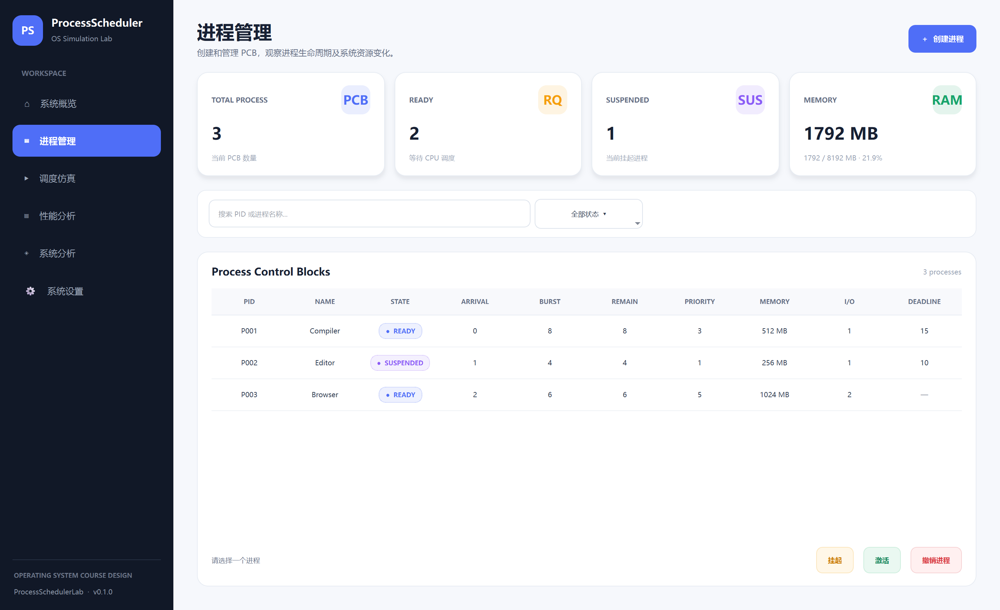 PS
ProcessScheduler
OS Simulation Lab
WORKSPACE
系统概览
进程管理
调度仿真
性能分析
系统分析
系统设置
OPERATING SYSTEM COURSE DESIGN
ProcessSchedulerLab · v0.1.0
进程管理
创建和管理 PCB，观察进程生命周期及系统资源变化。
+ 创建进程
TOTAL PROCESS PCB
3
当前 PCB 数量
READY RQ
2
等待 CPU 调度
SUSPENDED SUS
1
当前挂起进程
MEMORY RAM
1792 MB
1792 / 8192 MB · 21.9%
搜索 PID 或进程名称...
全部状态 ▾
Process Control Blocks
3 processes
PID NAME STATE ARRIVAL BURST REMAIN PRIORITY MEMORY I/O DEADLINE
P001 Compiler ● READY 0 8 8 3 512 MB 1 15
P002 Editor ● SUSPENDED 1 4 4 1 256 MB 1 10
P003 Browser ● READY 2 6 6 5 1024 MB 2 —
请选择一个进程
挂起
激活
撤销进程